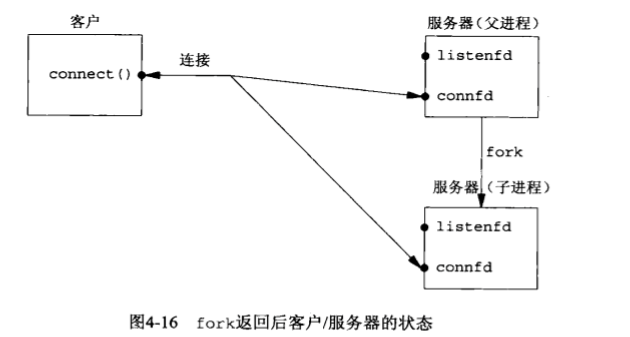 客户
服务器（父进程）
connect()
连接
listenfd
connfd
fork
服务器（子进程）
listenfd
connfd
图4-16 fork返回后客户/服务器的状态